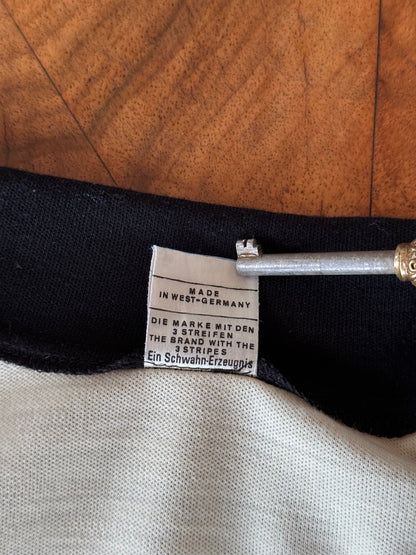 MADE
IN WEST-GERMANY
DIE MARKE MIT DEN
3 STREIFEN
THE BRAND WITH THE
3 STRIPES
Ein Schwahn-Erzeugnis